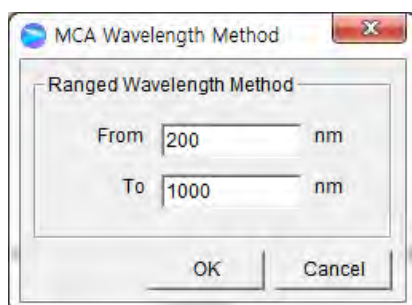 MCA Wavelength Method
Ranged Wavelength Method
From 200 nm
To 1000 nm
OK Cancel